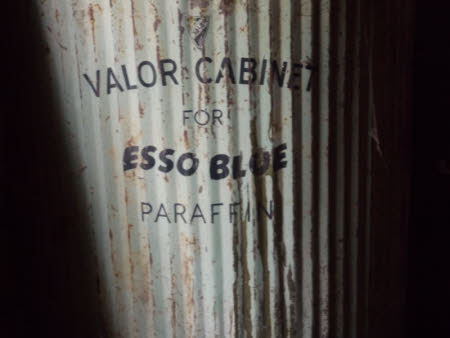 VALOR CABINET
FOR
ESSO BLUE
PARAFFIN